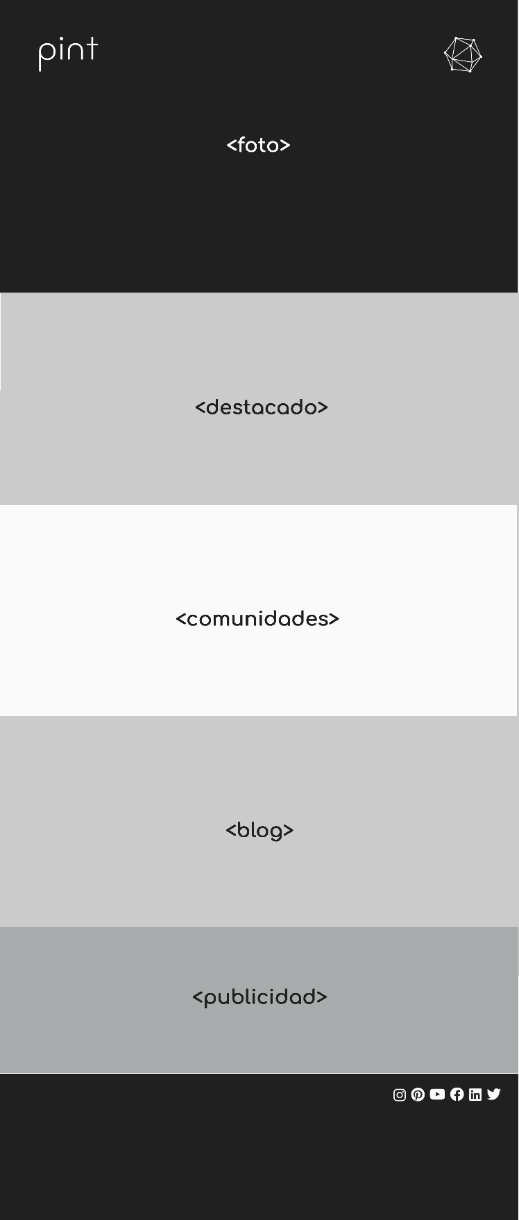 pint
<foto>
<destacado>
<comunidades>
<blog>
<publicidad>